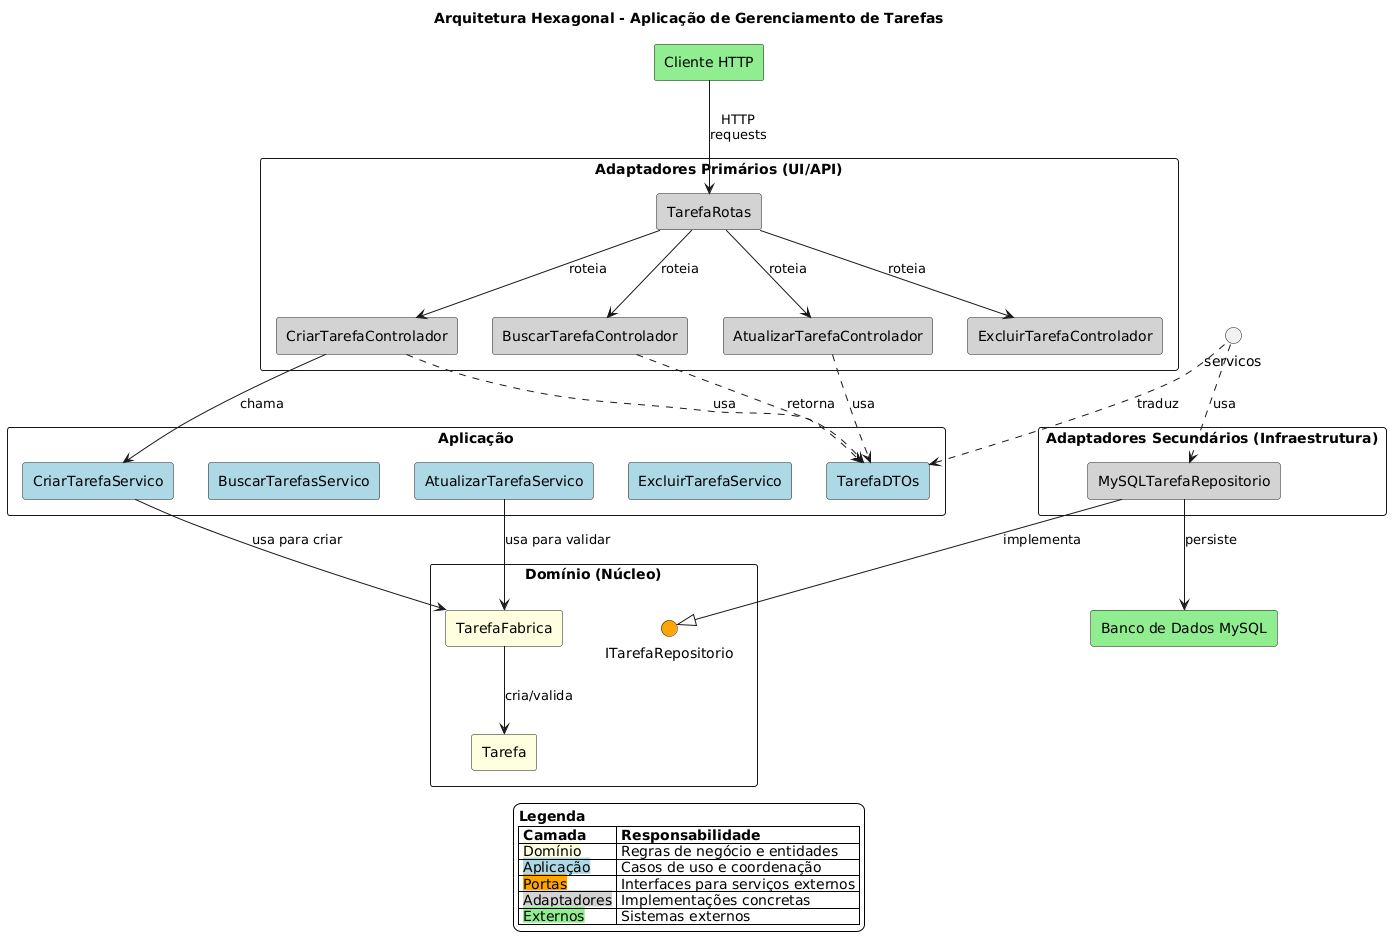 Arquitetura Hexagonal - Aplicação de Gerenciamento de Tarefas
Cliente HTTP
HTTP
requests
Adaptadores Primários (UI/API)
TarefaRotas
roteia
roteia
roteia
roteia
CriarTarefaControlador
BuscarTarefaControlador
AtualizarTarefaControlador
ExcluirTarefaControlador
servicos
chama
usa
retorna
usa
traduz
usa
Aplicação
Adaptadores Secundários (Infraestrutura)
CriarTarefaServico
BuscarTarefasServico
AtualizarTarefaServico
ExcluirTarefaServico
TarefaDTOs
MySQLTarefaRepositorio
usa para criar
usa para validar
implementa
persiste
Domínio (Núcleo)
TarefaFabrica
ITarefaRepositorio
Banco de Dados MySQL
cria/valida
Tarefa
Legenda
Camada Responsabilidade
Domínio Regras de negócio e entidades
Aplicação Casos de uso e coordenação
Portas Interfaces para serviços externos
Adaptadores Implementações concretas
Externos Sistemas externos